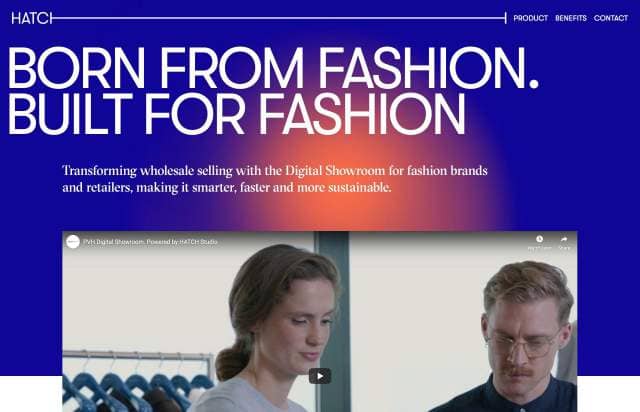 HATCH
PRODUCT BENEFITS CONTACT
BORN FROM FASHION.
BUILT FOR FASHION
Transforming wholesale selling with the Digital Showroom for fashion brands
and retailers, making it smarter, faster and more sustainable.
PVH Digital Showroom. Powered by HATCH Studio
Watch later Share